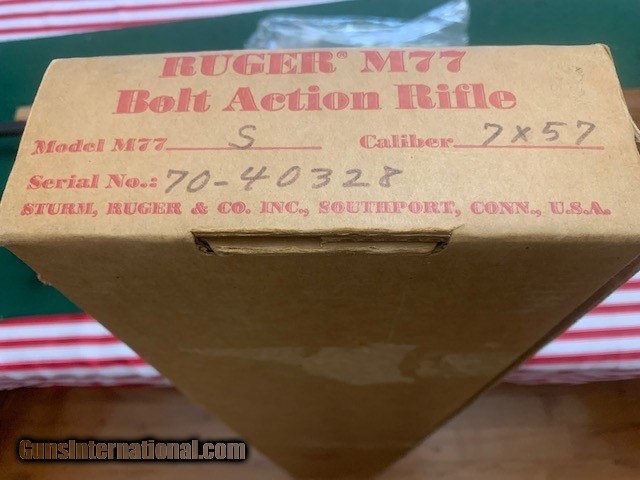 RUGER® M77
Bolt Action Rifle
Model M77 S Caliber 7x57
Serial No.: 70-40328
STURM, RUGER & CO. INC., SOUTHPORT, CONN., U.S.A.
GunsInternational.com